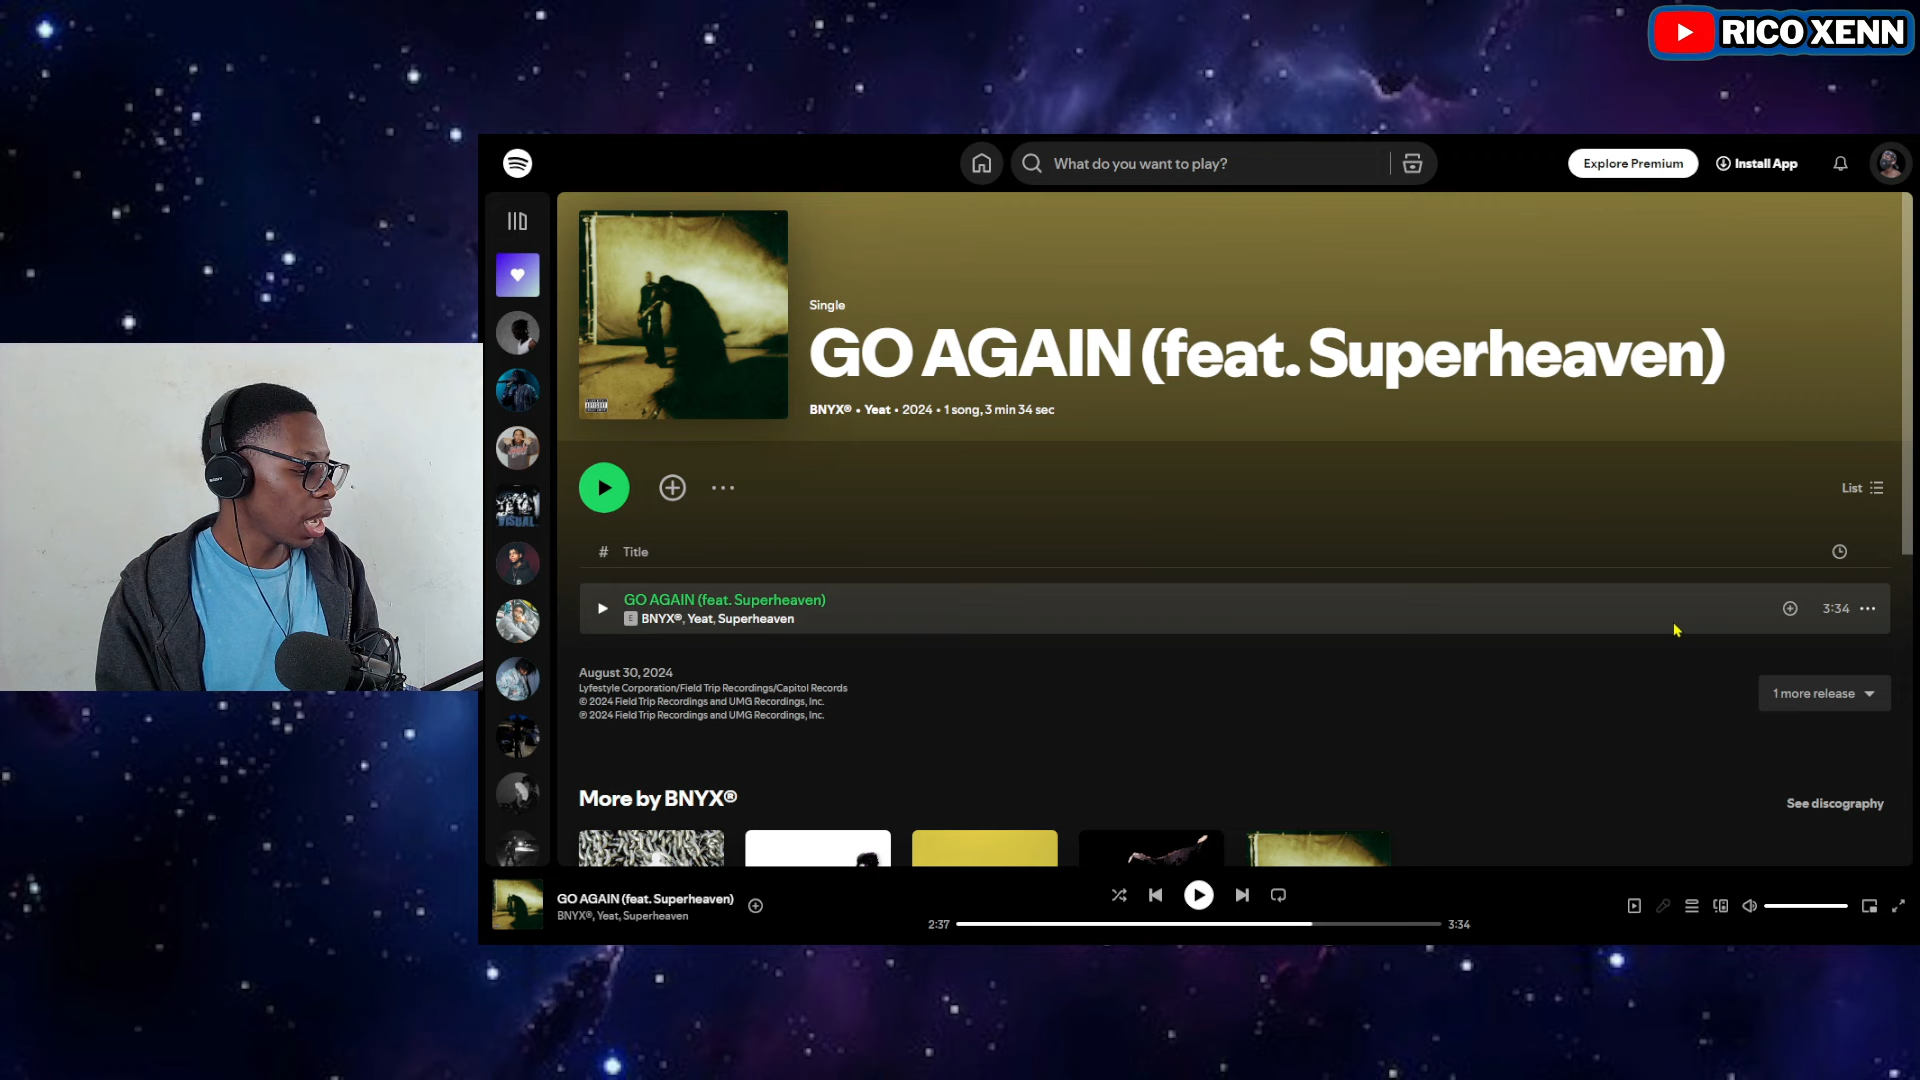 RICO XENN
What do you want to play?
Explore Premium
Install App
Single
GO AGAIN (feat. Superheaven)
BNYX® • Yeat • 2024 • 1 song, 3 min 34 sec
List
# Title
GO AGAIN (feat. Superheaven)
E BNYX®, Yeat, Superheaven
3:34
August 30, 2024
Lyfestyle Corporation/Field Trip Recordings/Capitol Records
© 2024 Field Trip Recordings and UMG Recordings, Inc.
℗ 2024 Field Trip Recordings and UMG Recordings, Inc.
1 more release
More by BNYX®
See discography
GO AGAIN (feat. Superheaven)
BNYX®, Yeat, Superheaven
2:37
3:34